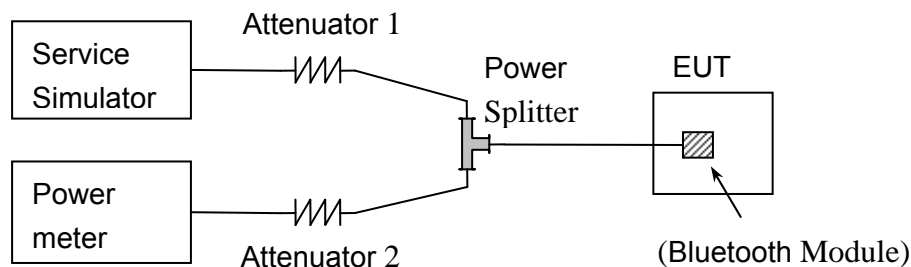 Attenuator 1
Service
Simulator
Power
Splitter
EUT
Power
meter
Attenuator 2
(Bluetooth Module)